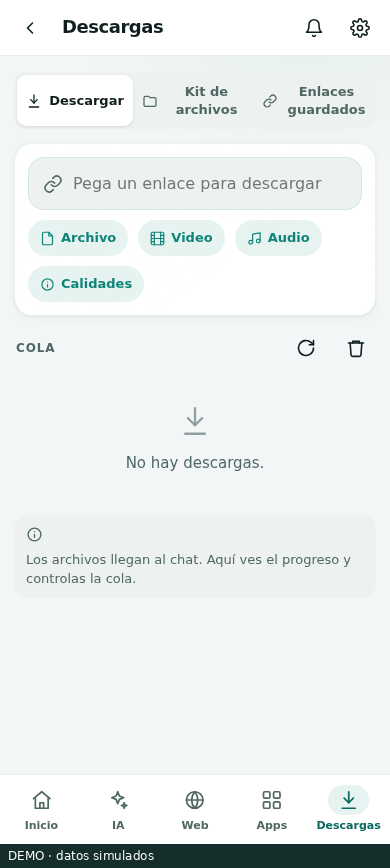 Descargas
Descargar
Kit de
archivos
Enlaces
guardados
Pega un enlace para descargar
Archivo
Video
Audio
Calidades
COLA
No hay descargas.
Los archivos llegan al chat. Aquí ves el progreso y
controlas la cola.
Inicio
IA
Web
Apps
Descargas
DEMO · datos simulados